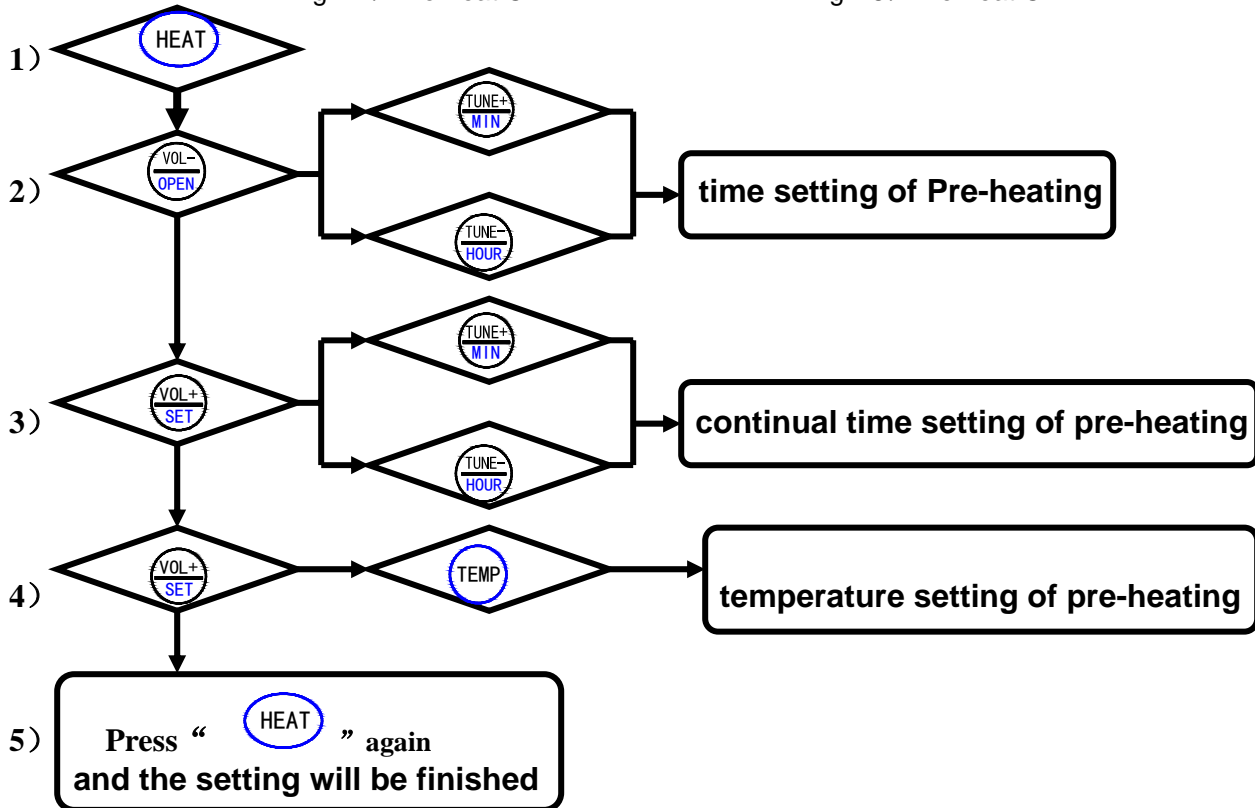 1) HEAT
TUNE+
MIN
2) VOL-
OPEN
time setting of Pre-heating
TUNE-
HOUR
TUNE+
MIN
3) VOL+
SET
continual time setting of pre-heating
TUNE-
HOUR
4) VOL+
SET
TEMP
temperature setting of pre-heating
5) Press “ HEAT ” again
and the setting will be finished